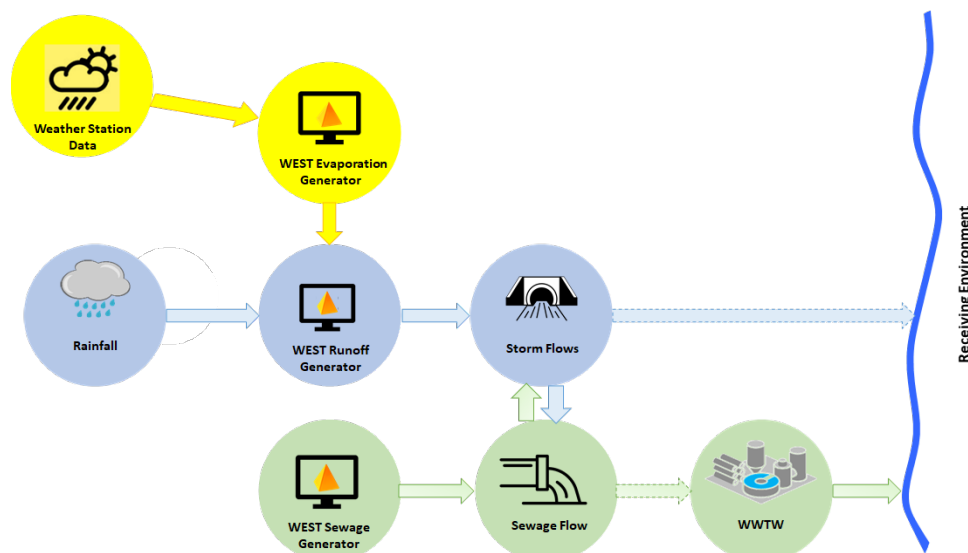 Weather Station
Data
WEST Evaporation
Generator
Rainfall
WEST Runoff
Generator
Storm Flows
Receiving Environment
WEST Sewage
Generator
Sewage Flow
WWTW